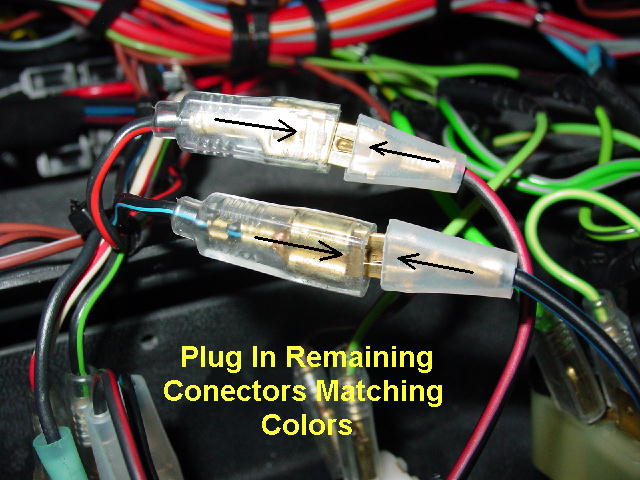 Plug In Remaining
Conectors Matching
Colors